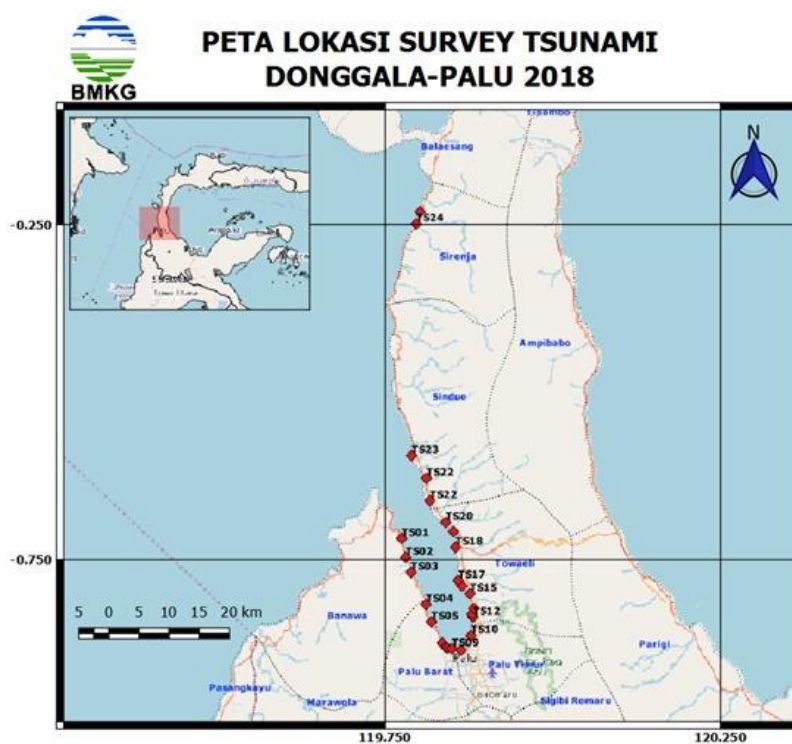 BMKG
PETA LOKASI SURVEY TSUNAMI
DONGGALA-PALU 2018
N
-0.250
-0.750
119.750
120.250
Balaesang
TS24
Sirenja
Ampibabo
Sindue
TS23
TS22
TS22
TS20
TS01
TS18
TS02
Towaeli
TS03
TS17
TS15
TS04
TS12
TS05
Banawa
TS10
TS09
Parigi
Palu Barat
Palu Timur
Pasangkayu
Marawola
Sigibi Romaru
5 0 5 10 15 20 km